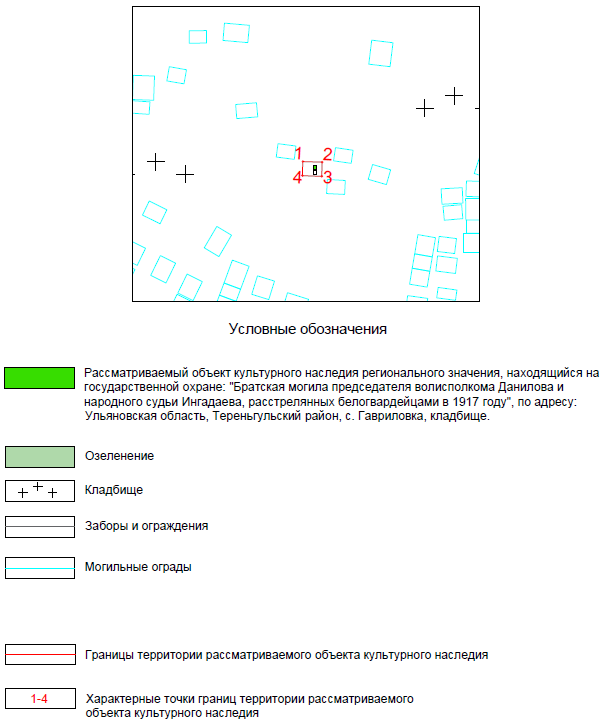 1 2
4 3
Условные обозначения
Рассматриваемый объект культурного наследия регионального значения, находящийся на
государственной охране: "Братская могила председателя волисполкома Данилова и
народного судьи Ингадаева, расстрелянных белогвардейцами в 1917 году", по адресу:
Ульяновская область, Тереньгульский район, с. Гавриловка, кладбище.
Озеленение
Кладбище
Заборы и ограждения
Могильные ограды
Границы территории рассматриваемого объекта культурного наследия
1-4 Характерные точки границ территории рассматриваемого
объекта культурного наследия